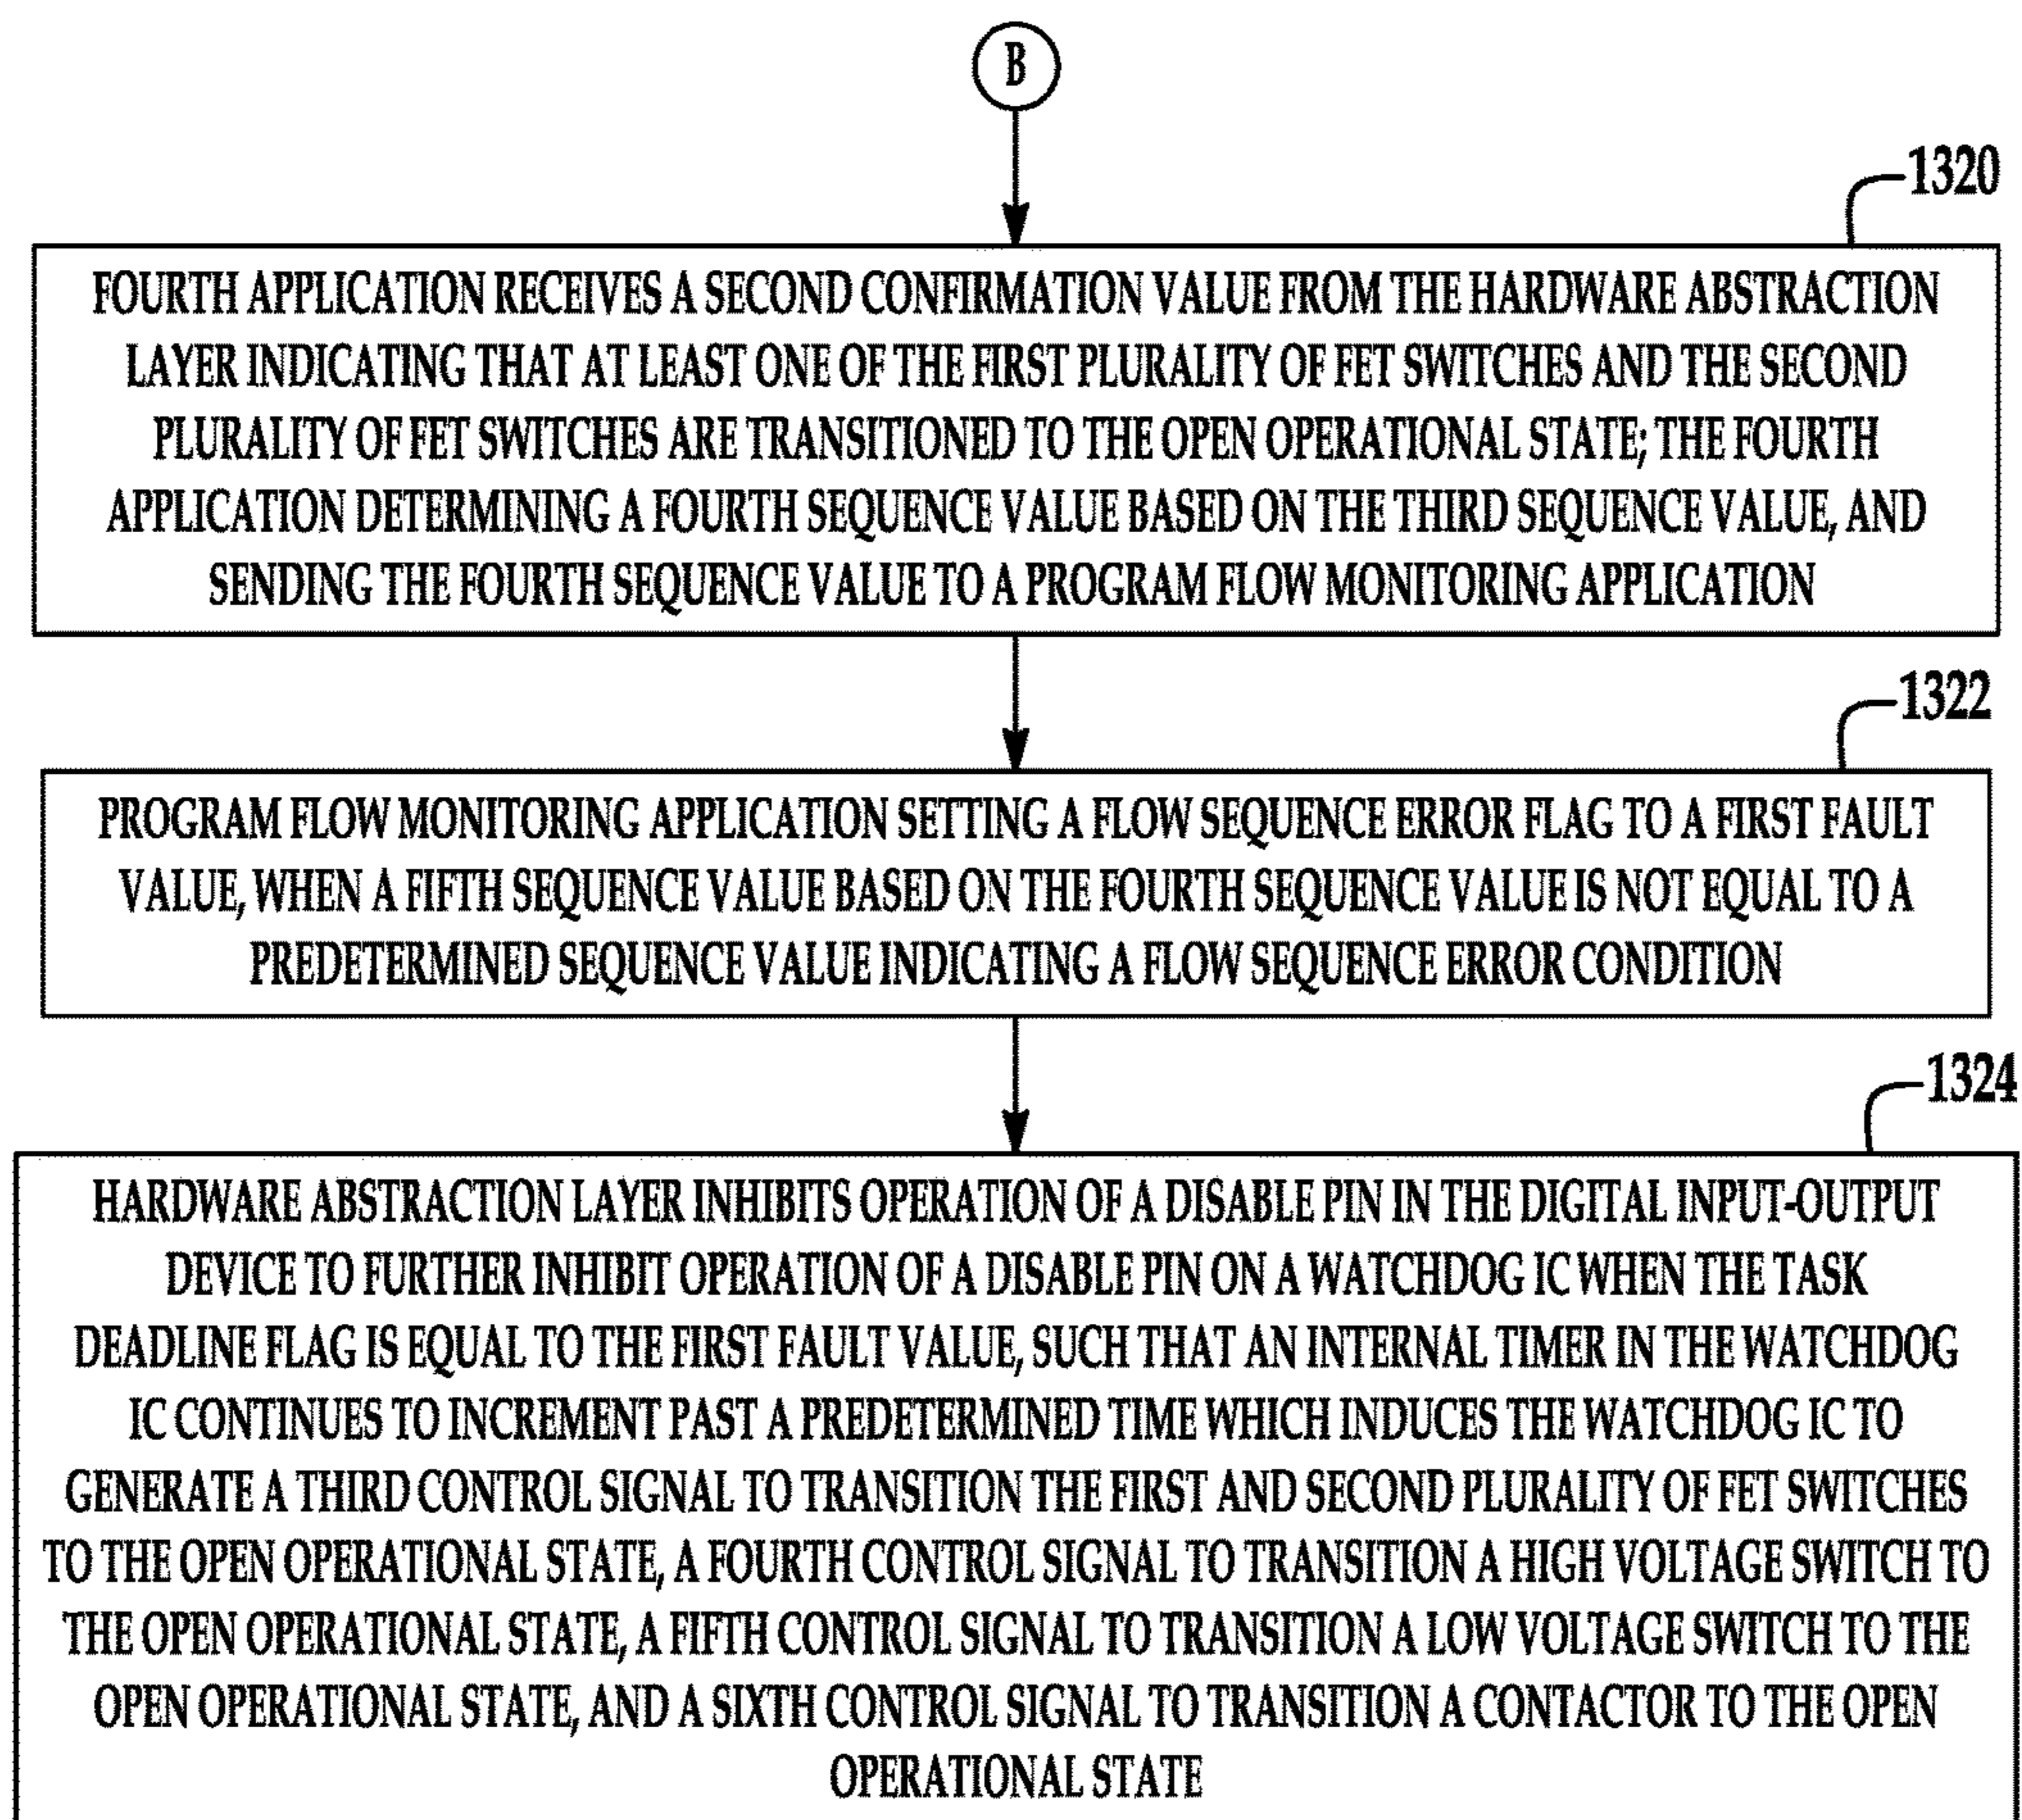 B
1320
FOURTH APPLICATION RECEIVES A SECOND CONFIRMATION VALUE FROM THE HARDWARE ABSTRACTION
LAYER INDICATING THAT AT LEAST ONE OF THE FIRST PLURALITY OF FET SWITCHES AND THE SECOND
PLURALITY OF FET SWITCHES ARE TRANSITIONED TO THE OPEN OPERATIONAL STATE; THE FOURTH
APPLICATION DETERMINING A FOURTH SEQUENCE VALUE BASED ON THE THIRD SEQUENCE VALUE, AND
SENDING THE FOURTH SEQUENCE VALUE TO A PROGRAM FLOW MONITORING APPLICATION
1322
PROGRAM FLOW MONITORING APPLICATION SETTING A FLOW SEQUENCE ERROR FLAG TO A FIRST FAULT
VALUE, WHEN A FIFTH SEQUENCE VALUE BASED ON THE FOURTH SEQUENCE VALUE IS NOT EQUAL TO A
PREDETERMINED SEQUENCE VALUE INDICATING A FLOW SEQUENCE ERROR CONDITION
1324
HARDWARE ABSTRACTION LAYER INHIBITS OPERATION OF A DISABLE PIN IN THE DIGITAL INPUT-OUTPUT
DEVICE TO FURTHER INHIBIT OPERATION OF A DISABLE PIN ON A WATCHDOG IC WHEN THE TASK
DEADLINE FLAG IS EQUAL TO THE FIRST FAULT VALUE, SUCH THAT AN INTERNAL TIMER IN THE WATCHDOG
IC CONTINUES TO INCREMENT PAST A PREDETERMINED TIME WHICH INDUCES THE WATCHDOG IC TO
GENERATE A THIRD CONTROL SIGNAL TO TRANSITION THE FIRST AND SECOND PLURALITY OF FET SWITCHES
TO THE OPEN OPERATIONAL STATE, A FOURTH CONTROL SIGNAL TO TRANSITION A HIGH VOLTAGE SWITCH TO
THE OPEN OPERATIONAL STATE, A FIFTH CONTROL SIGNAL TO TRANSITION A LOW VOLTAGE SWITCH TO THE
OPEN OPERATIONAL STATE, AND A SIXTH CONTROL SIGNAL TO TRANSITION A CONTACTOR TO THE OPEN
OPERATIONAL STATE